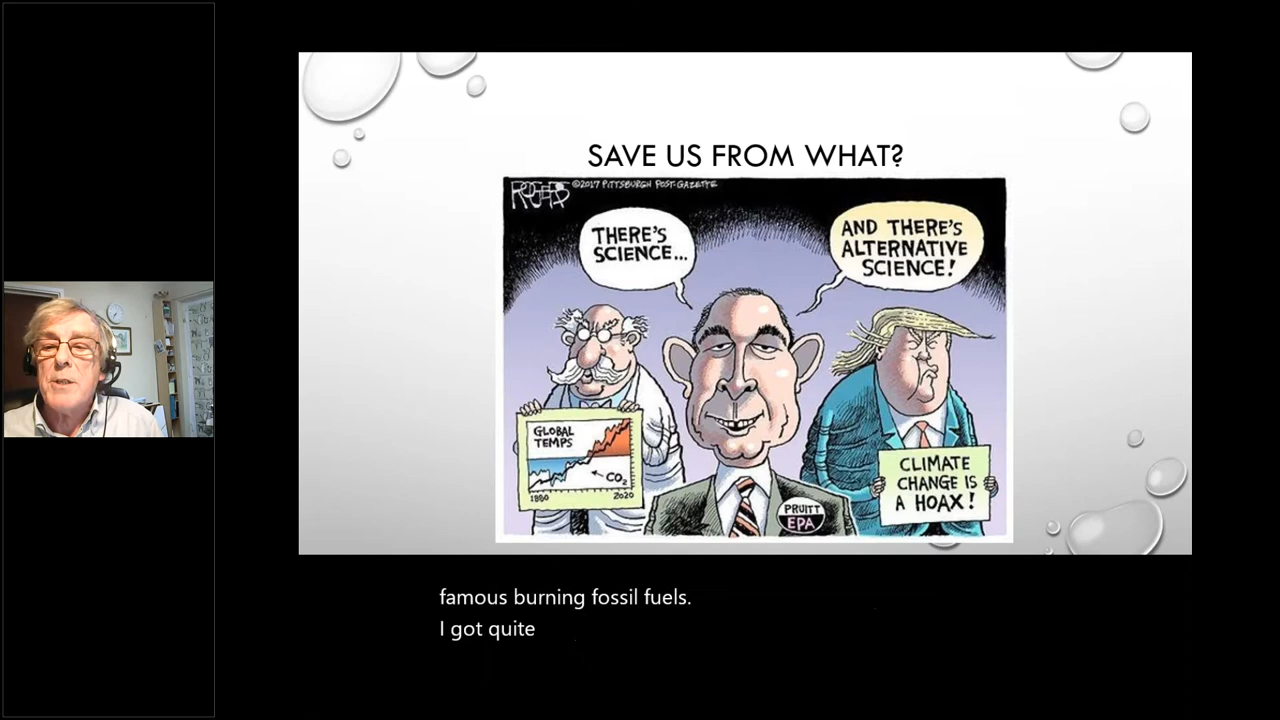 SAVE US FROM WHAT?
ROGERS ©2017 PITTSBURGH POST-GAZETTE
THERE'S
SCIENCE...
AND THERE'S
ALTERNATIVE
SCIENCE!
GLOBAL
TEMPS
CO2
1880 2020
PRUITT
EPA
CLIMATE
CHANGE IS
A HOAX!
famous burning fossil fuels.
I got quite